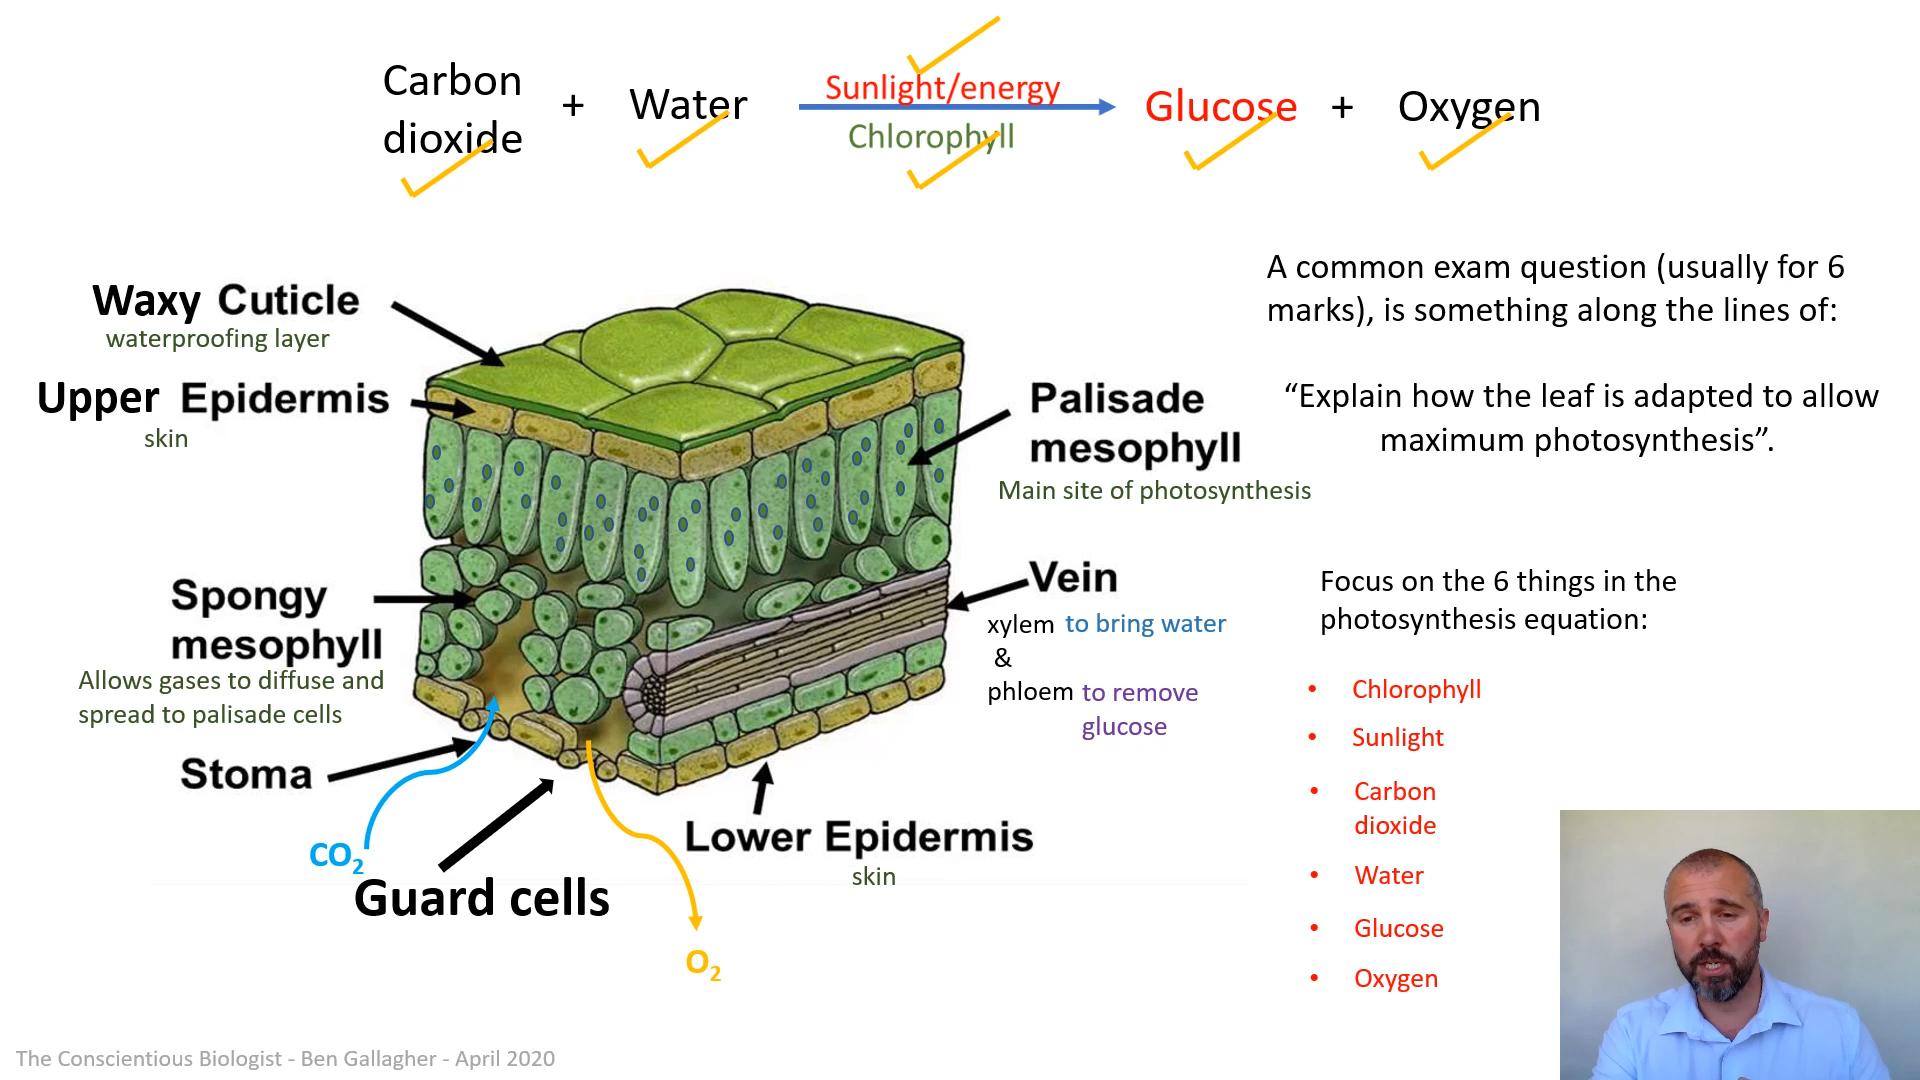 Carbon
dioxide
+
Water
Sunlight/energy
Chlorophyll
Glucose
+
Oxygen
Waxy Cuticle
waterproofing layer
Upper Epidermis
skin
Spongy
mesophyll
Allows gases to diffuse and
spread to palisade cells
Stoma
CO2
Guard cells
O2
Lower Epidermis
skin
Palisade
mesophyll
Main site of photosynthesis
Vein
xylem to bring water
&
phloem to remove
glucose
A common exam question (usually for 6
marks), is something along the lines of:
“Explain how the leaf is adapted to allow
maximum photosynthesis”.
Focus on the 6 things in the
photosynthesis equation:
• Chlorophyll
• Sunlight
• Carbon
dioxide
• Water
• Glucose
• Oxygen
The Conscientious Biologist - Ben Gallagher - April 2020